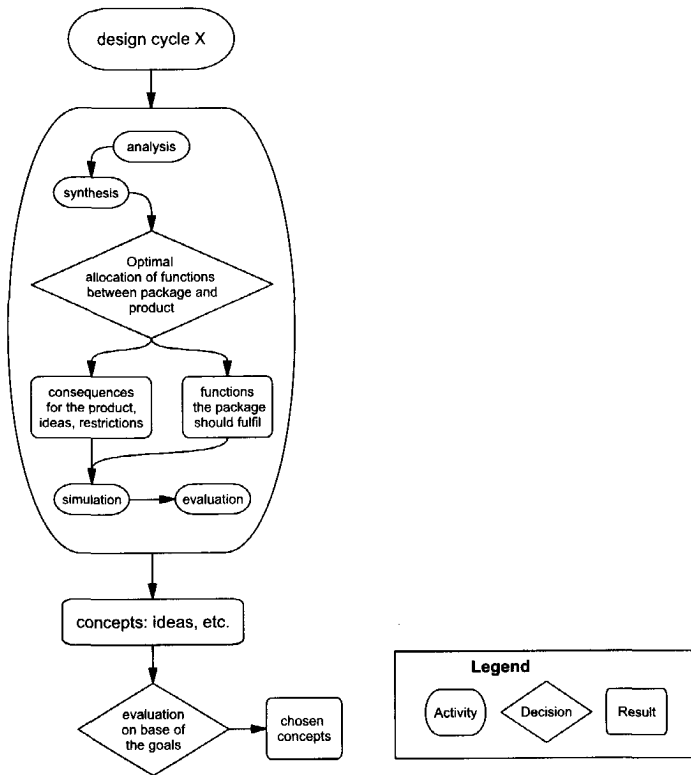 design cycle X
analysis
synthesis
Optimal
allocation of functions
between package and
product
consequences
for the product,
ideas, restrictions
functions
the package
should fulfil
simulation
evaluation
concepts: ideas, etc.
evaluation
on base of
the goals
chosen
concepts
Legend
Activity
Decision
Result